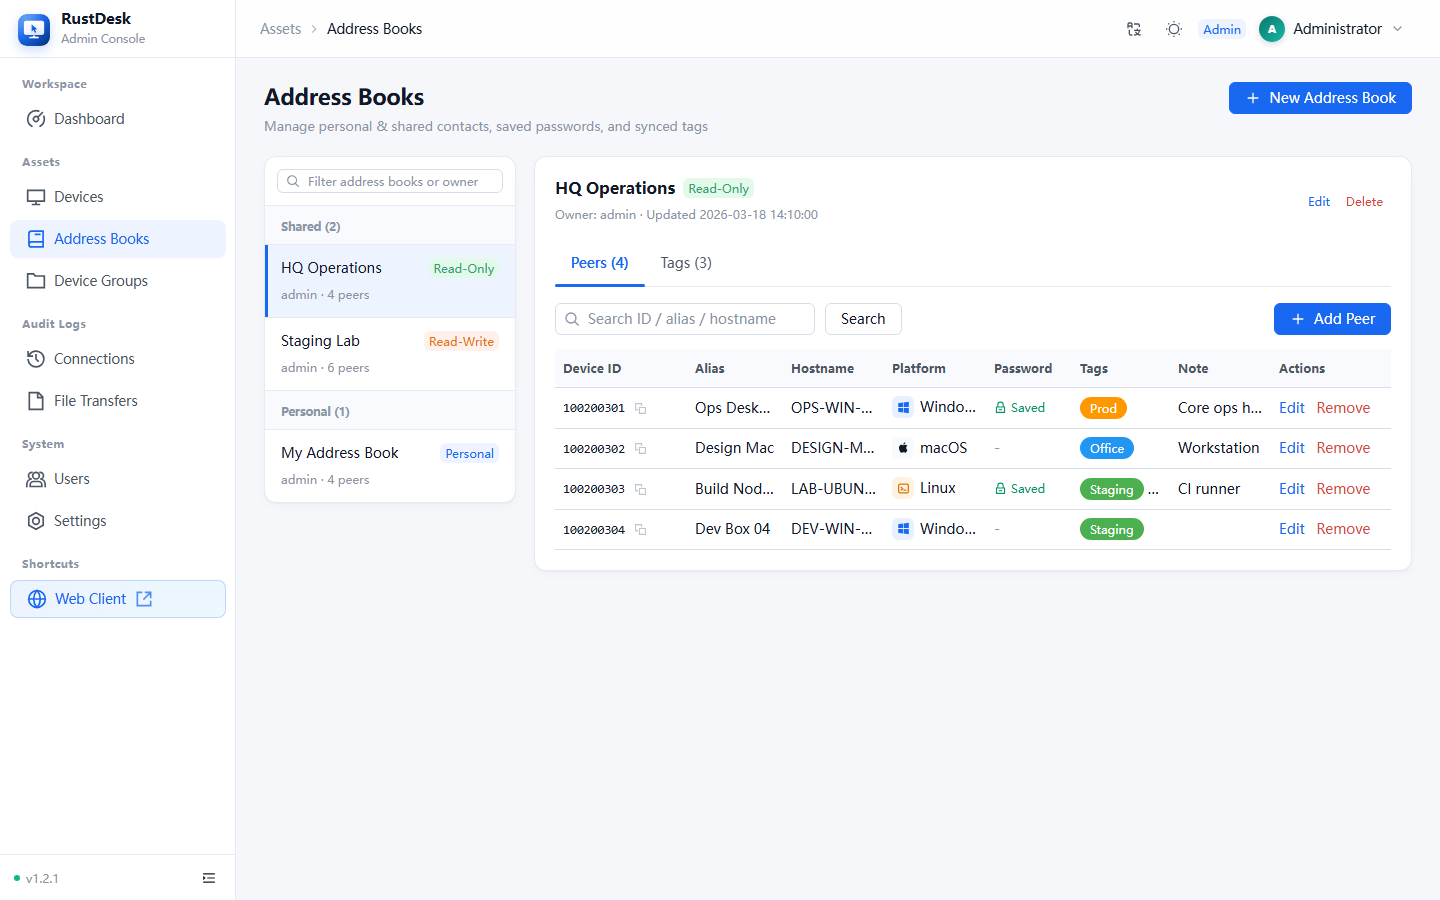 RustDesk
Admin Console
Assets > Address Books
Admin
A
Administrator
Workspace
Dashboard
Assets
Devices
Address Books
Device Groups
Audit Logs
Connections
File Transfers
System
Users
Settings
Shortcuts
Web Client
v1.2.1
Address Books
Manage personal & shared contacts, saved passwords, and synced tags
+ New Address Book
Filter address books or owner
Shared (2)
HQ Operations Read-Only
admin · 4 peers
Staging Lab Read-Write
admin · 6 peers
Personal (1)
My Address Book Personal
admin · 4 peers
HQ Operations Read-Only
Owner: admin · Updated 2026-03-18 14:10:00
Edit Delete
Peers (4) Tags (3)
Search ID / alias / hostname Search + Add Peer
Device ID Alias Hostname Platform Password Tags Note Actions
100200301 Ops Desk... OPS-WIN-... Windo... Saved Prod Core ops h... Edit Remove
100200302 Design Mac DESIGN-M... macOS - Office Workstation Edit Remove
100200303 Build Nod... LAB-UBUN... Linux Saved Staging ... CI runner Edit Remove
100200304 Dev Box 04 DEV-WIN-... Windo... - Staging Edit Remove